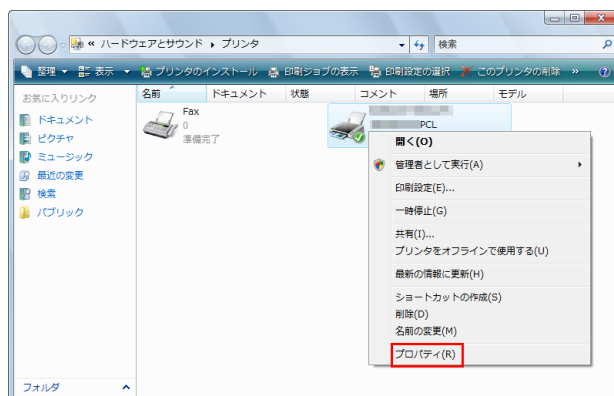 « ハードウェアとサウンド ▸ プリンタ
検索
整理 表示 プリンタのインストール 印刷ジョブの表示 印刷設定の選択 このプリンタの削除 »
お気に入りリンク
ドキュメント
ピクチャ
ミュージック
最近の変更
検索
パブリック
フォルダ
名前 ドキュメント 状態 コメント 場所 モデル
Fax
0
準備完了
PCL
開く(O)
管理者として実行(A)
印刷設定(E)...
一時停止(G)
共有(I)...
プリンタをオフラインで使用する(U)
最新の情報に更新(H)
ショートカットの作成(S)
削除(D)
名前の変更(M)
プロパティ(R)